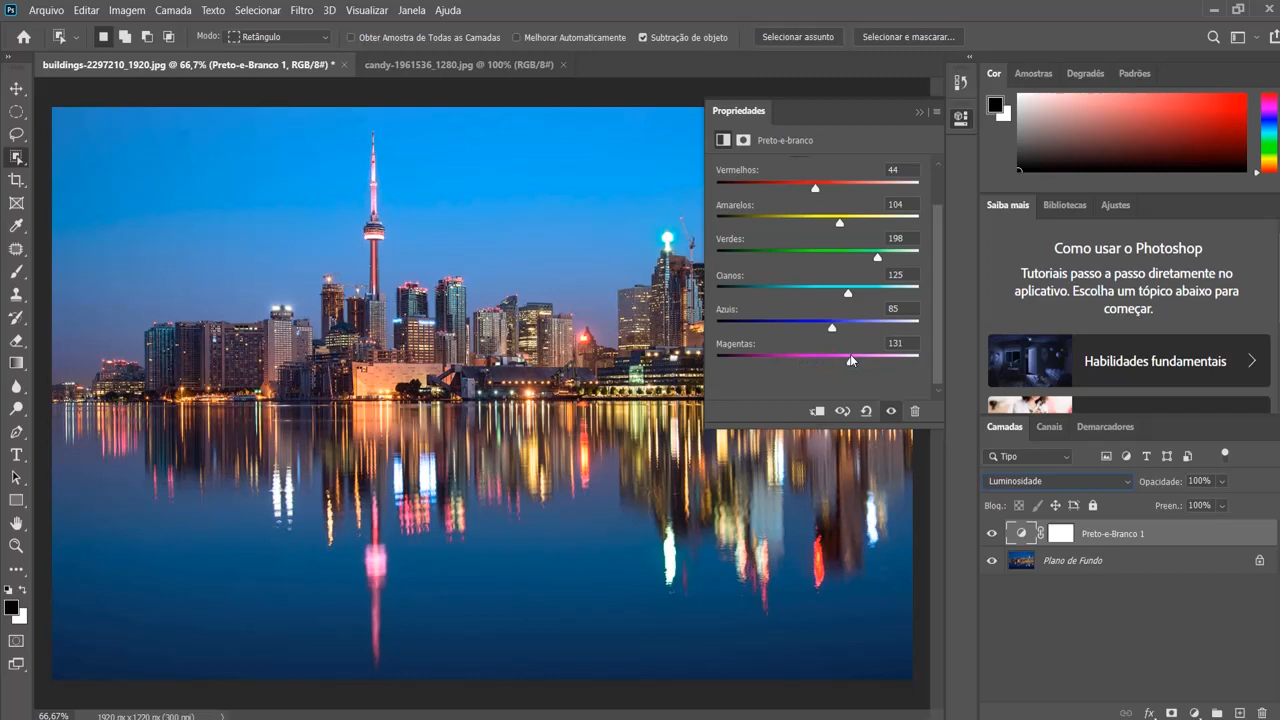 Ps Arquivo Editar Imagem Camada Texto Selecionar Filtro 3D Visualizar Janela Ajuda
Modo: Retângulo Obter Amostra de Todas as Camadas Melhorar Automaticamente Subtração de objeto Selecionar assunto Selecionar e mascarar...
buildings-2297210_1920.jpg @ 66,7% (Preto-e-Branco 1, RGB/8#) * candy-1961536_1280.jpg @ 100% (RGB/8#)
Propriedades
Preto-e-branco
Vermelhos: 44
Amarelos: 104
Verdes: 198
Cianos: 125
Azuis: 85
Magentas: 131
Cor Amostras Degradês Padrões
Saiba mais Bibliotecas Ajustes
Como usar o Photoshop
Tutoriais passo a passo diretamente no
aplicativo. Escolha um tópico abaixo para
começar.
Habilidades fundamentais
Camadas Canais Demarcadores
Tipo
Luminosidade Opacidade: 100%
Bloq.: Preen.: 100%
fx
Preto-e-Branco 1
Plano de Fundo
66,67% 1920 px x 1220 px (300 ppi)